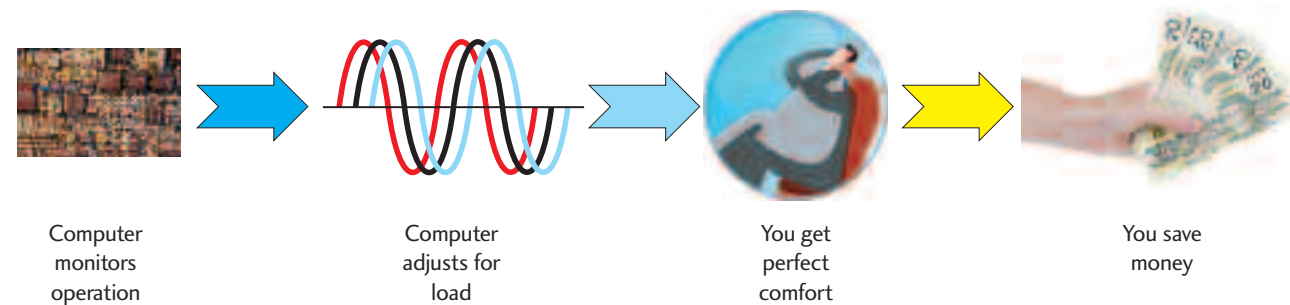 Computer
monitors
operation
Computer
adjusts for
load
You get
perfect
comfort
You save
money